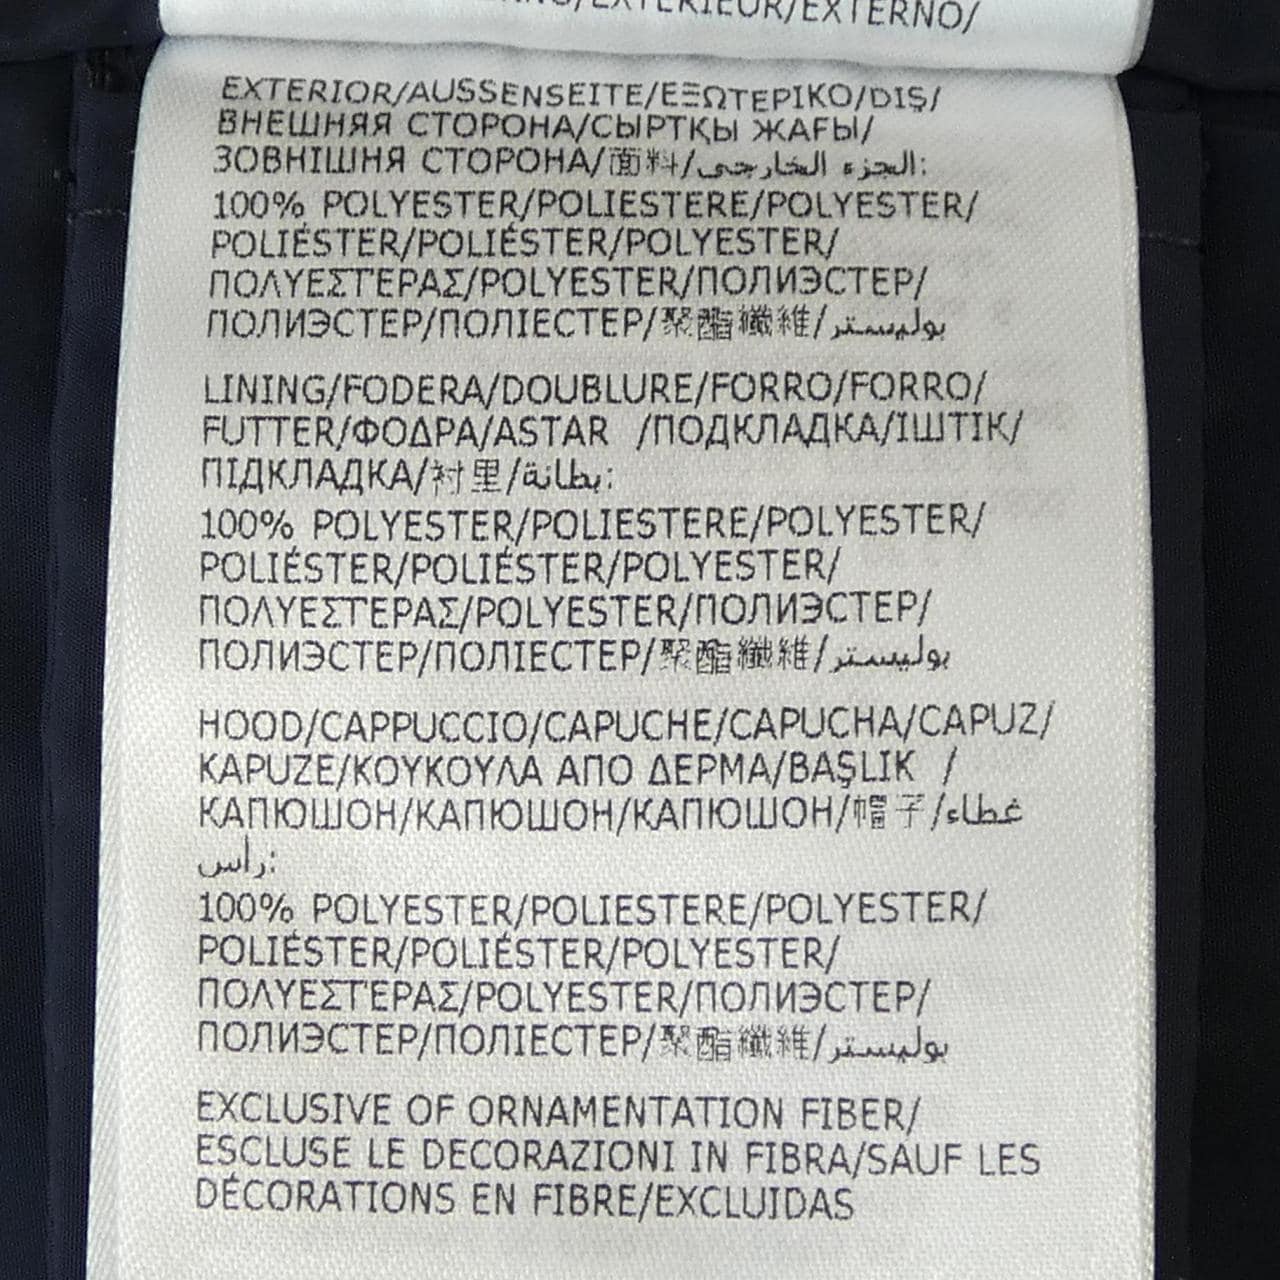 /EXTÉRIEUR/EXTERNO/
EXTERIOR/AUSSENSEITE/ΕΞΩΤΕΡΙΚΟ/DIŞ/
ВНЕШНЯЯ СТОРОНА/СЫРТҚЫ ЖАҒЫ/
ЗОВНІШНЯ СТОРОНА/面料/الجزء الخارجي:
100% POLYESTER/POLIESTERE/POLYESTER/
POLIÉSTER/POLIÉSTER/POLYESTER/
ΠΟΛΥΕΣΤΕΡΑΣ/POLYESTER/ПОЛИЭСТЕР/
ПОЛИЭСТЕР/ПОЛІЕСТЕР/聚酯纖維/بوليستر
LINING/FODERA/DOUBLURE/FORRO/FORRO/
FUTTER/ΦΟΔΡΑ/ASTAR /ПОДКЛАДКА/ІШТІК/
ПІДКЛАДКА/衬里/بطانة:
100% POLYESTER/POLIESTERE/POLYESTER/
POLIÉSTER/POLIÉSTER/POLYESTER/
ΠΟΛΥΕΣΤΕΡΑΣ/POLYESTER/ПОЛИЭСТЕР/
ПОЛИЭСТЕР/ПОЛІЕСТЕР/聚酯纖維/بوليستر
HOOD/CAPPUCCIO/CAPUCHE/CAPUCHA/CAPUZ/
KAPUZE/ΚΟΥΚΟΥΛΑ ΑΠΟ ΔΕΡΜΑ/BAŞLIK /
КАПЮШОН/КАПЮШОН/КАПЮШОН/帽子/غطاء
رأس:
100% POLYESTER/POLIESTERE/POLYESTER/
POLIÉSTER/POLIÉSTER/POLYESTER/
ΠΟΛΥΕΣΤΕΡΑΣ/POLYESTER/ПОЛИЭСТЕР/
ПОЛИЭСТЕР/ПОЛІЕСТЕР/聚酯纖維/بوليستر
EXCLUSIVE OF ORNAMENTATION FIBER/
ESCLUSE LE DECORAZIONI IN FIBRA/SAUF LES
DÉCORATIONS EN FIBRE/EXCLUIDAS